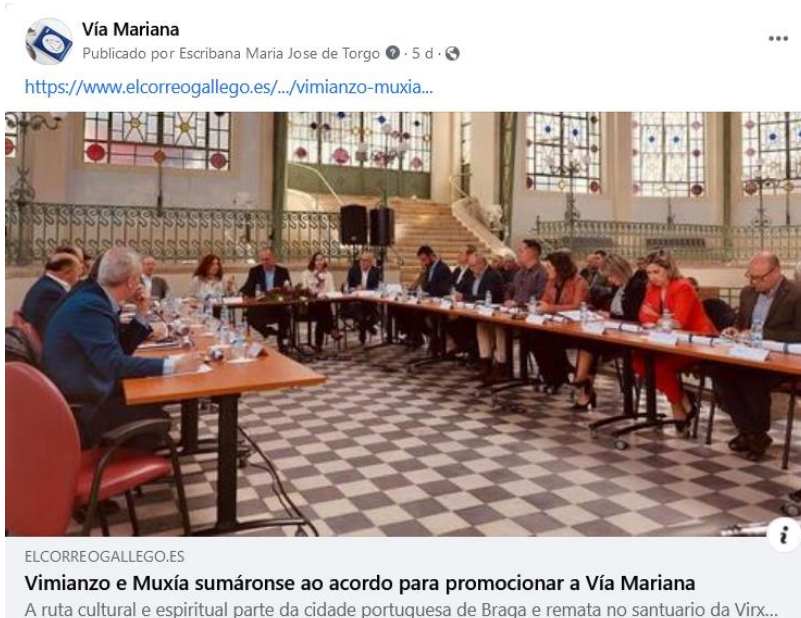 Vía Mariana
Publicado por Escribana Maria Jose de Torgo ? · 5 d ·
https://www.elcorreogallego.es/.../vimianzo-muxia...
i
ELCORREOGALLEGO.ES
Vimianzo e Muxía sumáronse ao acordo para promocionar a Vía Mariana
A ruta cultural e espiritual parte da cidade portuguesa de Braga e remata no santuario da Virx...